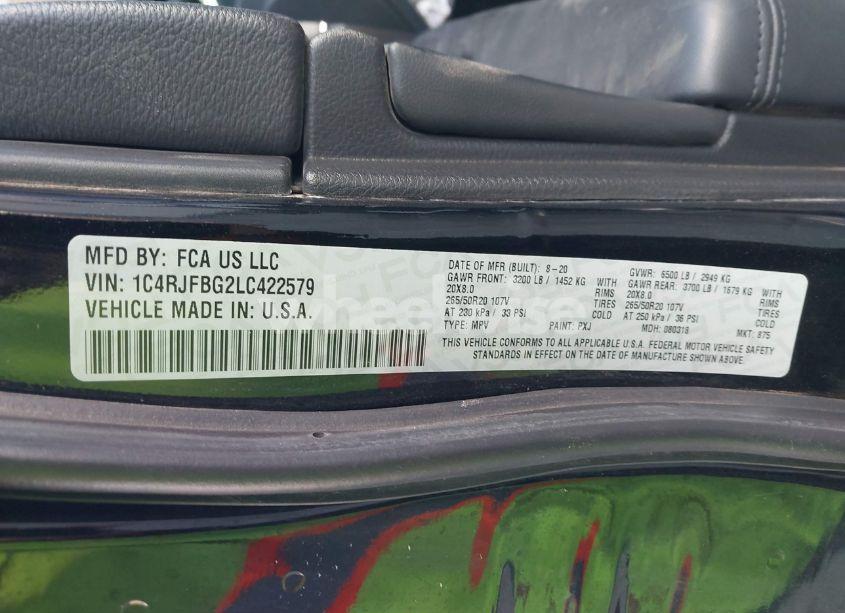 MFD BY: FCA US LLC
VIN: 1C4RJFBG2LC422579
VEHICLE MADE IN: U.S.A.
DATE OF MFR (BUILT): 8-20 GVWR: 6500 LB / 2949 KG
GAWR FRONT: 3200 LB / 1452 KG WITH GAWR REAR: 3700 LB / 1679 KG WITH
20X8.0 RIMS 20X8.0 RIMS
265/50R20 107V TIRES 265/50R20 107V TIRES
AT 230 kPa / 33 PSI COLD AT 250 kPa / 36 PSI COLD
TYPE: MPV PAINT: PXJ MDH: 080318 MKT: 875
THIS VEHICLE CONFORMS TO ALL APPLICABLE U.S.A. FEDERAL MOTOR VEHICLE SAFETY
STANDARDS IN EFFECT ON THE DATE OF MANUFACTURE SHOWN ABOVE.